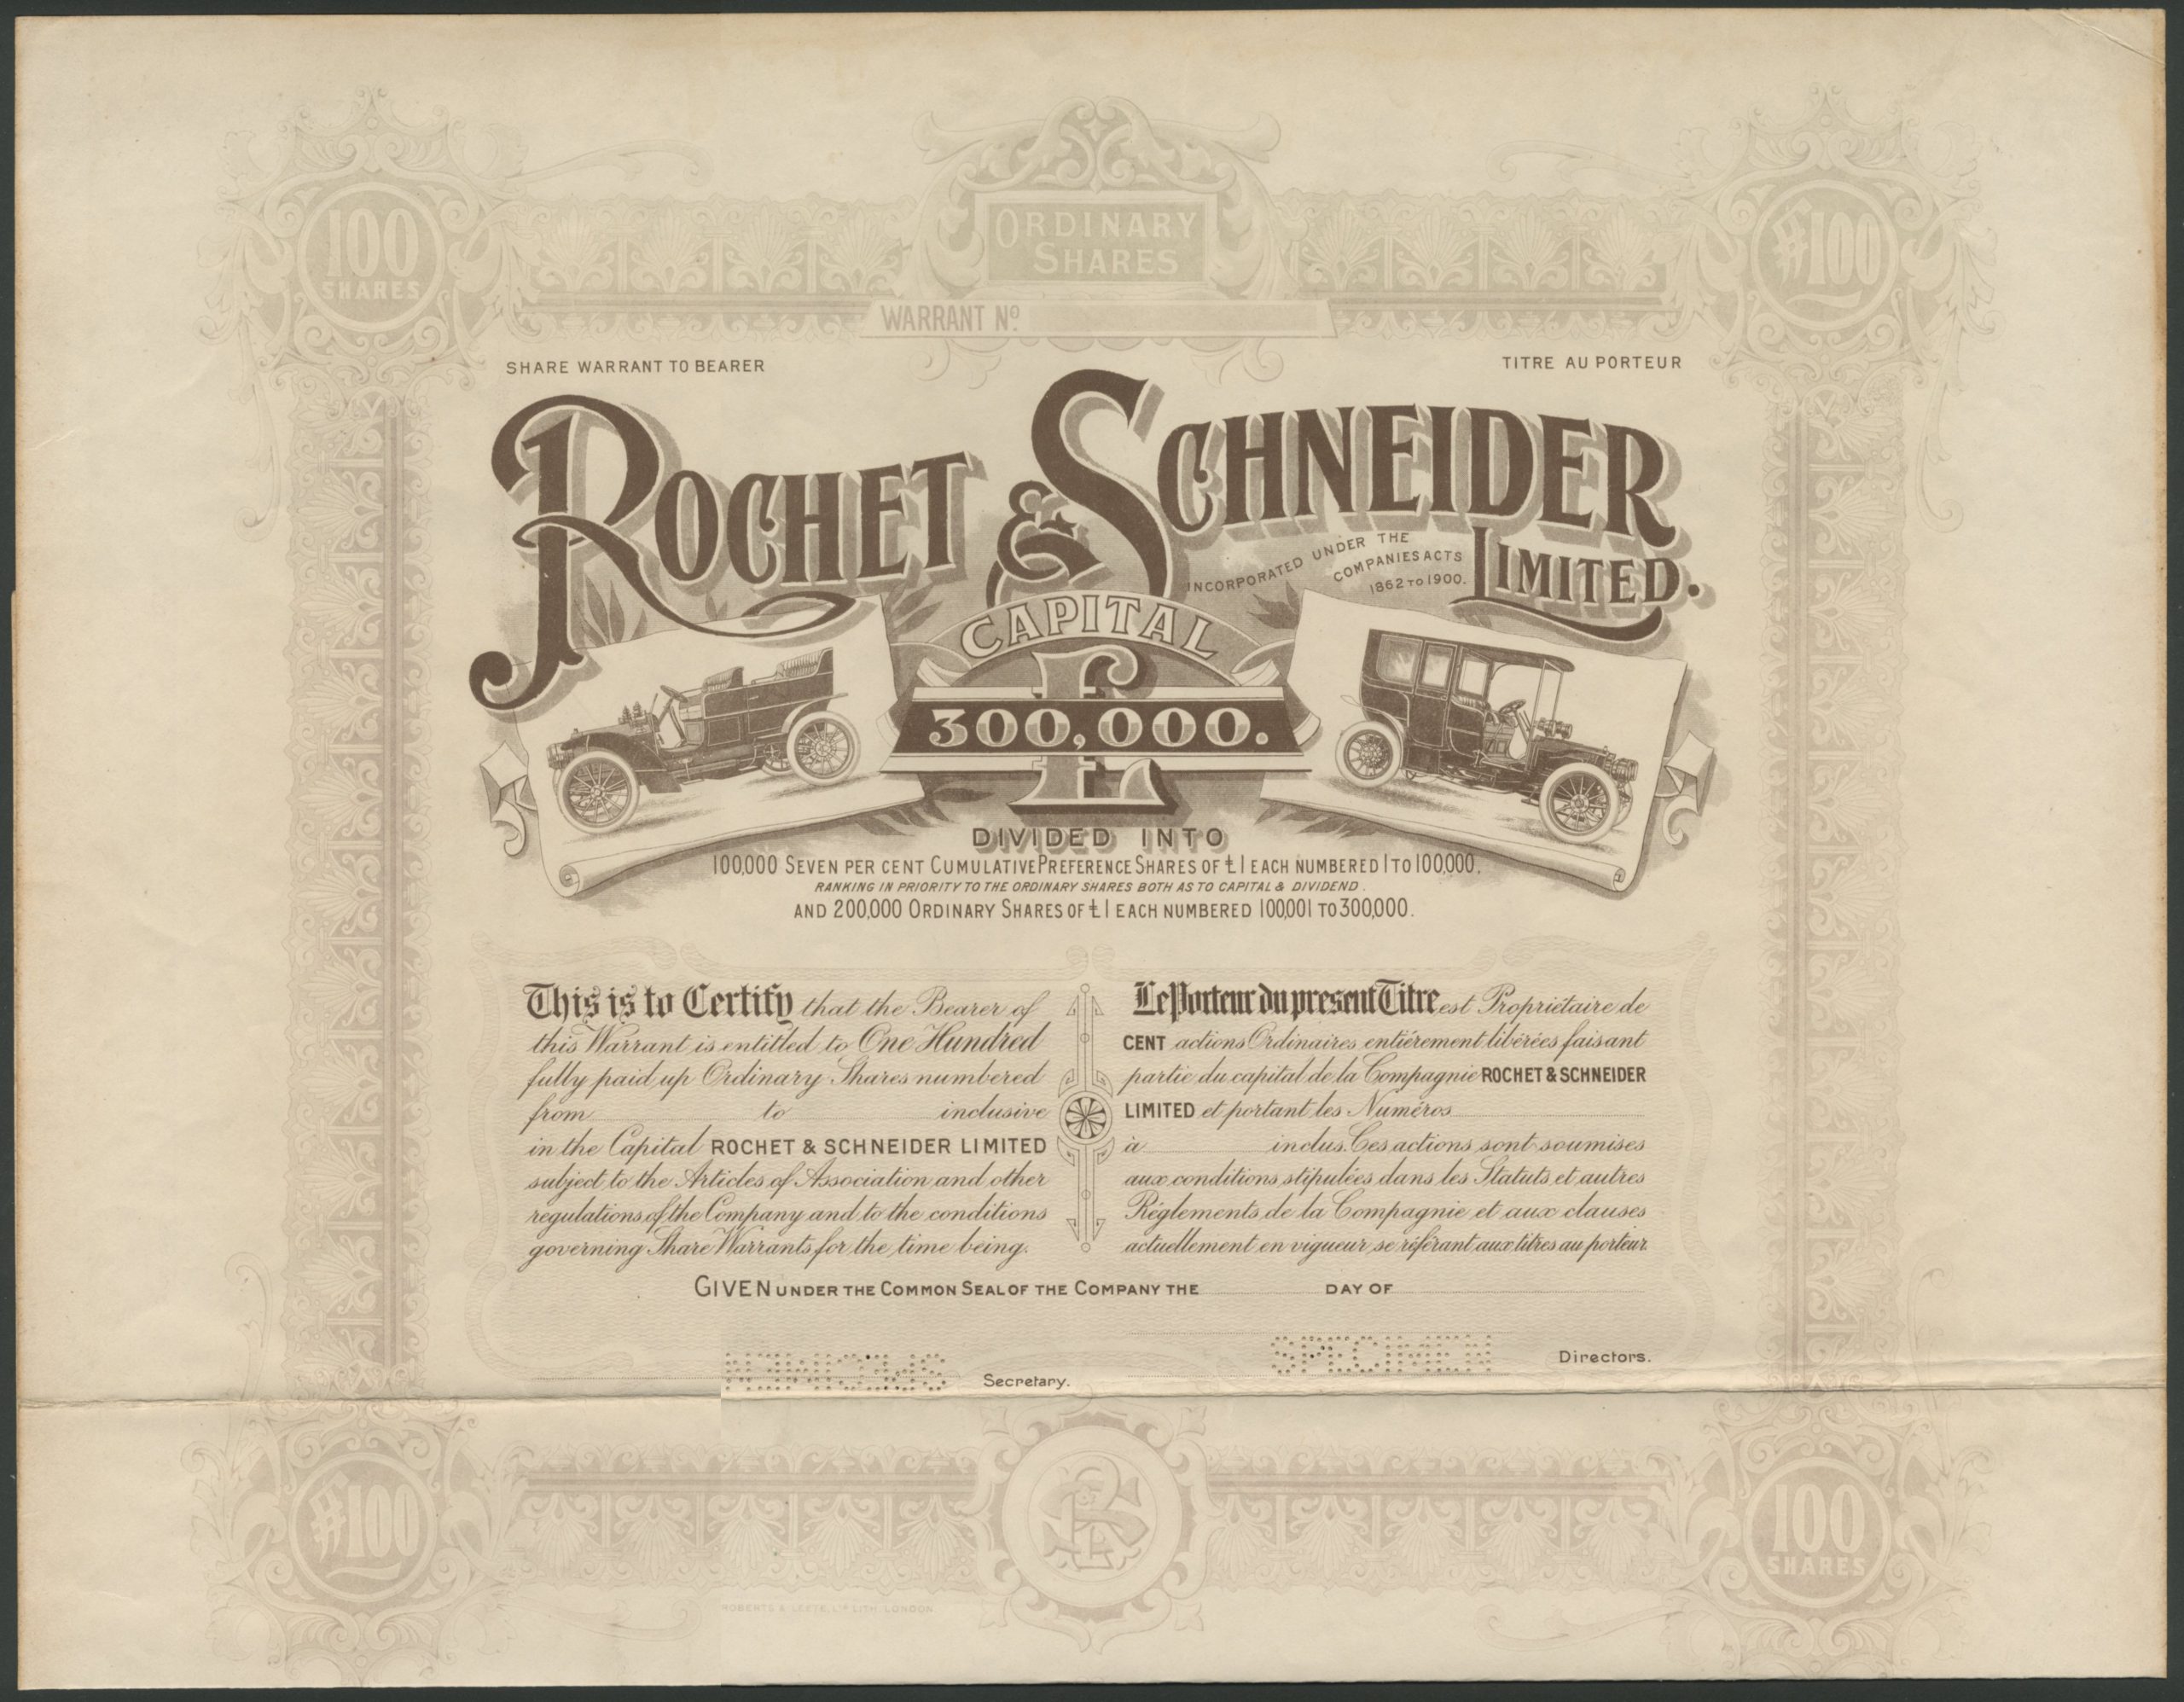 100
SHARES
ORDINARY
SHARES
£100
WARRANT Nº
SHARE WARRANT TO BEARER
TITRE AU PORTEUR
ROCHET & SCHNEIDER
LIMITED.
INCORPORATED UNDER THE
COMPANIES ACTS
1862 TO 1900.
CAPITAL
£
300,000.
DIVIDED INTO
100,000 SEVEN PER CENT CUMULATIVE PREFERENCE SHARES OF £1 EACH NUMBERED 1 TO 100,000.
RANKING IN PRIORITY TO THE ORDINARY SHARES BOTH AS TO CAPITAL & DIVIDEND.
AND 200,000 ORDINARY SHARES OF £1 EACH NUMBERED 100,001 TO 300,000.
This is to Certify that the Bearer of
this Warrant is entitled to One Hundred
fully paid up Ordinary Shares numbered
from to inclusive
in the Capital ROCHET & SCHNEIDER LIMITED
subject to the Articles of Association and other
regulations of the Company and to the conditions
governing Share Warrants for the time being.
Le Porteur du present Titre est Propriétaire de
CENT actions Ordinaires entiérement libérées faisant
partie du capital de la Compagnie ROCHET & SCHNEIDER
LIMITED et portant les Numéros
à inclus. Ces actions sont soumises
aux conditions stipulées dans les Statuts et autres
Réglements de la Compagnie et aux clauses
actuellement en vigueur se référant aux titres au porteur.
GIVEN UNDER THE COMMON SEAL OF THE COMPANY THE DAY OF
SPECIMEN
SPECIMEN
Directors.
Secretary.
£100
RSL
100
SHARES
ROBERTS & LEETE, LTD LITH. LONDON